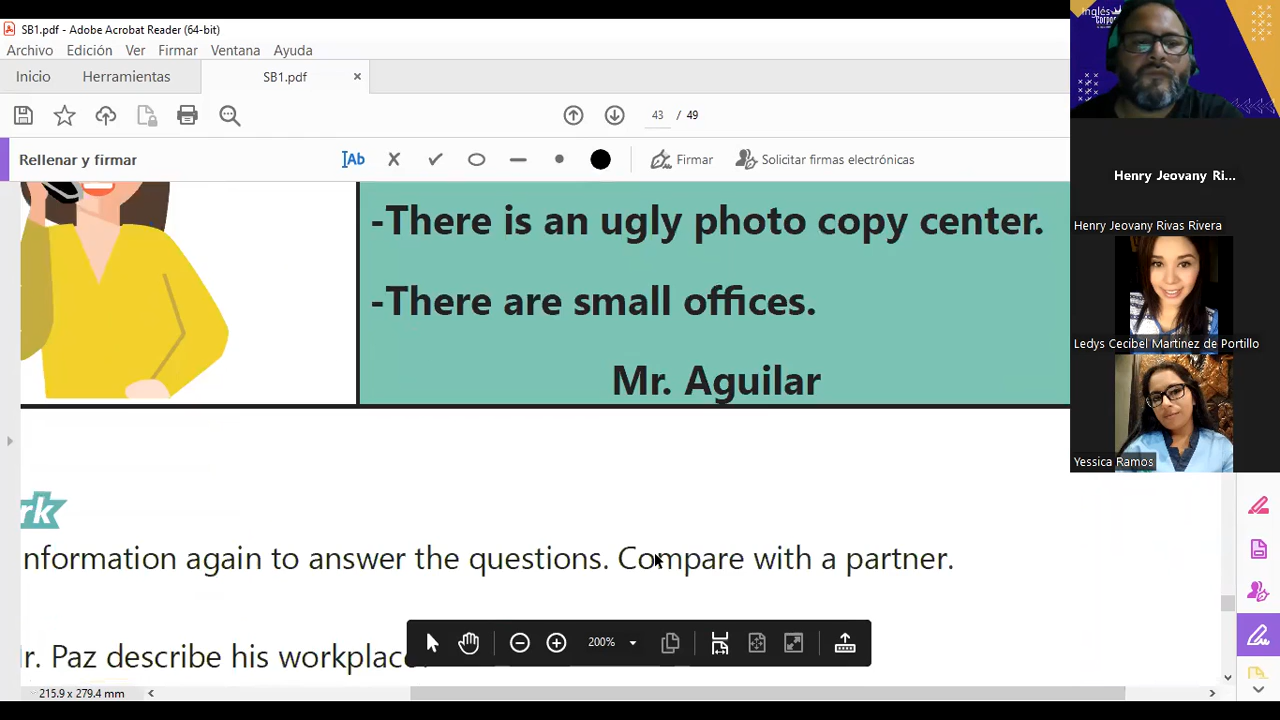 SB1.pdf - Adobe Acrobat Reader (64-bit)
Archivo Edición Ver Firmar Ventana Ayuda
Inicio Herramientas SB1.pdf ×
43 / 49
Rellenar y firmar
Ab Firmar Solicitar firmas electrónicas
-There is an ugly photo copy center.
-There are small offices.
Mr. Aguilar
rk
nformation again to answer the questions. Compare with a partner.
r. Paz describe his workplace
200%
215.9 x 279.4 mm
Inglés
Henry Jeovany Ri...
Henry Jeovany Rivas Rivera
Ledys Cecibel Martinez de Portillo
Yessica Ramos